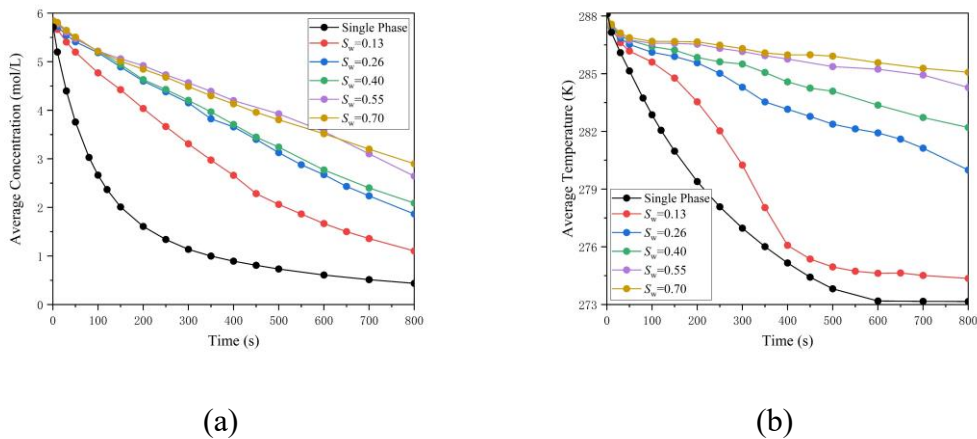 Average Concentration (mol/L)
6
5
4
3
2
1
0
Single Phase
Sw=0.13
Sw=0.26
Sw=0.40
Sw=0.55
Sw=0.70
0 100 200 300 400 500 600 700 800
Time (s)
(a)
Average Temperature (K)
288
285
282
279
276
273
Single Phase
Sw=0.13
Sw=0.26
Sw=0.40
Sw=0.55
Sw=0.70
0 100 200 300 400 500 600 700 800
Time (s)
(b)